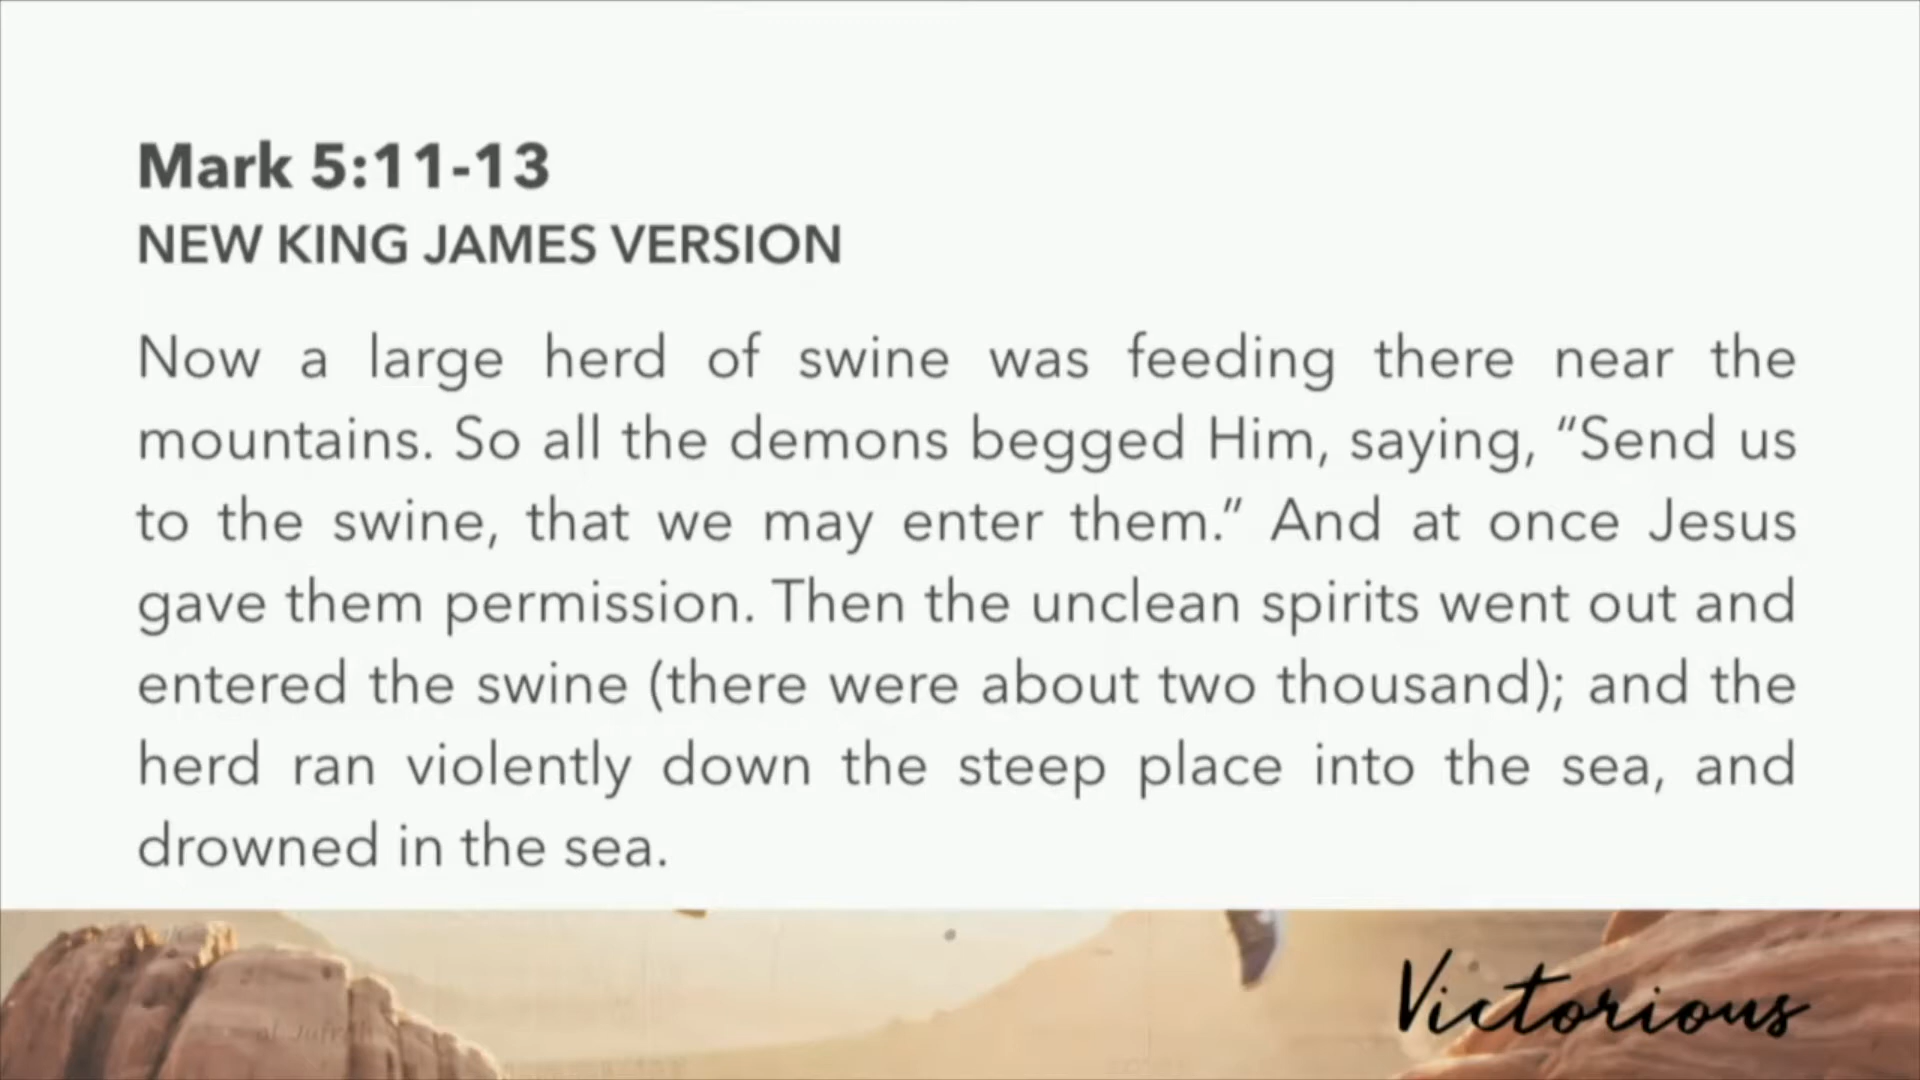 Mark 5:11-13
NEW KING JAMES VERSION
Now a large herd of swine was feeding there near the
mountains. So all the demons begged Him, saying, “Send us
to the swine, that we may enter them.” And at once Jesus
gave them permission. Then the unclean spirits went out and
entered the swine (there were about two thousand); and the
herd ran violently down the steep place into the sea, and
drowned in the sea.
Victorious